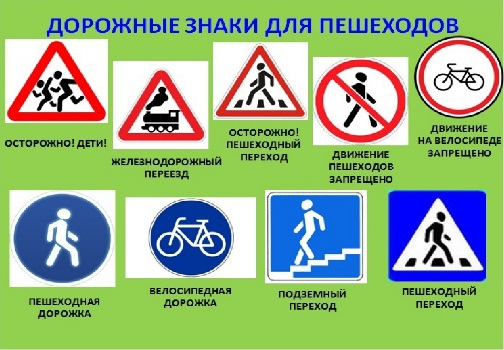 ДОРОЖНЫЕ ЗНАКИ ДЛЯ ПЕШЕХОДОВ
ОСТОРОЖНО! ДЕТИ!
ЖЕЛЕЗНОДОРОЖНЫЙ
ПЕРЕЕЗД
ОСТОРОЖНО!
ПЕШЕХОДНЫЙ
ПЕРЕХОД
ДВИЖЕНИЕ
ПЕШЕХОДОВ
ЗАПРЕЩЕНО
ДВИЖЕНИЕ
НА ВЕЛОСИПЕДЕ
ЗАПРЕЩЕНО
ПЕШЕХОДНАЯ
ДОРОЖКА
ВЕЛОСИПЕДНАЯ
ДОРОЖКА
ПОДЗЕМНЫЙ
ПЕРЕХОД
ПЕШЕХОДНЫЙ
ПЕРЕХОД